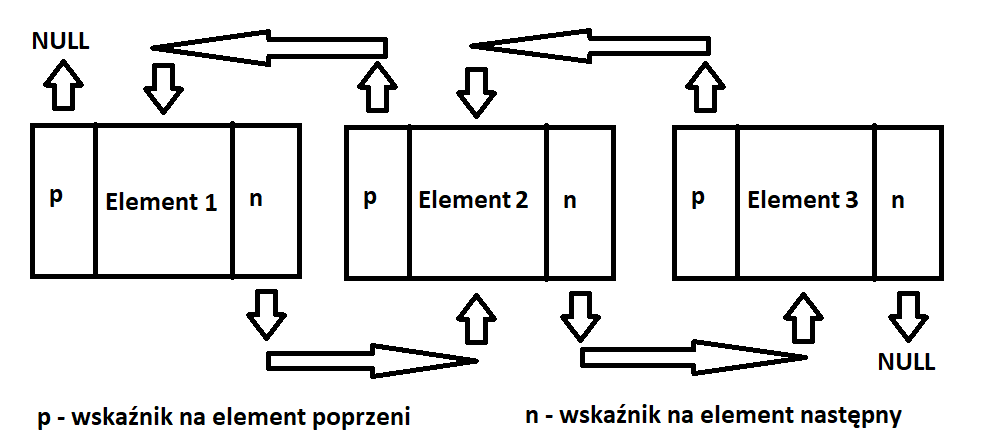 NULL
p Element 1 n
p Element 2 n
p Element 3 n
NULL
p - wskaźnik na element poprzeni
n - wskaźnik na element następny